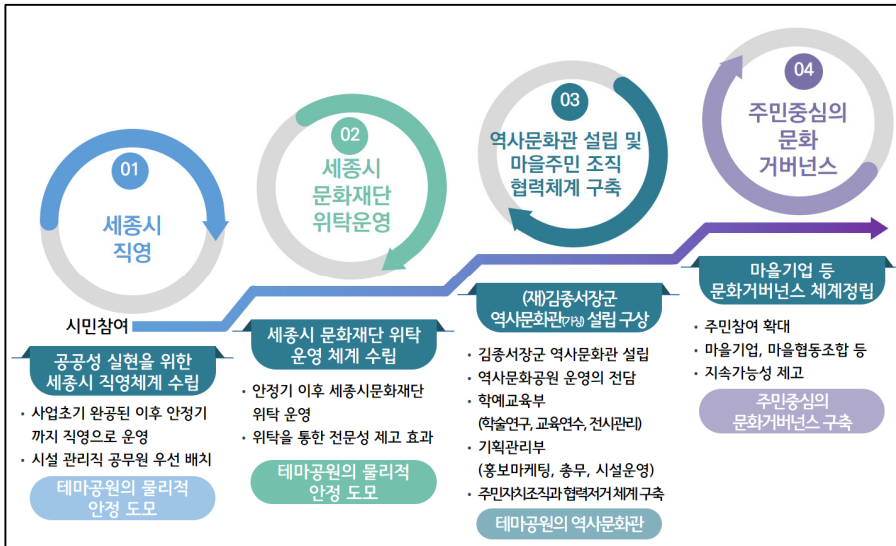 01
세종시
직영
시민참여
공공성 실현을 위한
세종시 직영체계 수립
• 사업초기 완공된 이후 안정기
까지 직영으로 운영
• 시설 관리직 공무원 우선 배치
테마공원의 물리적
안정 도모
02
세종시
문화재단
위탁운영
세종시 문화재단 위탁
운영 체계 수립
• 안정기 이후 세종시문화재단
위탁 운영
• 위탁을 통한 전문성 제고 효과
테마공원의 물리적
안정 도모
03
역사문화관 설립 및
마을주민 조직
협력체계 구축
(재)김종서장군
역사문화관(가칭) 설립 구상
• 김종서장군 역사문화관 설립
• 역사문화공원 운영의 전담
• 학예교육부
(학술연구, 교육연수, 전시관리)
• 기획관리부
(홍보마케팅, 총무, 시설운영)
• 주민자치조직과 협력저거 체계 구축
테마공원의 역사문화관
04
주민중심의
문화
거버넌스
마을기업 등
문화거버넌스 체계정립
• 주민참여 확대
• 마을기업, 마을협동조합 등
• 지속가능성 제고
주민중심의
문화거버넌스 구축